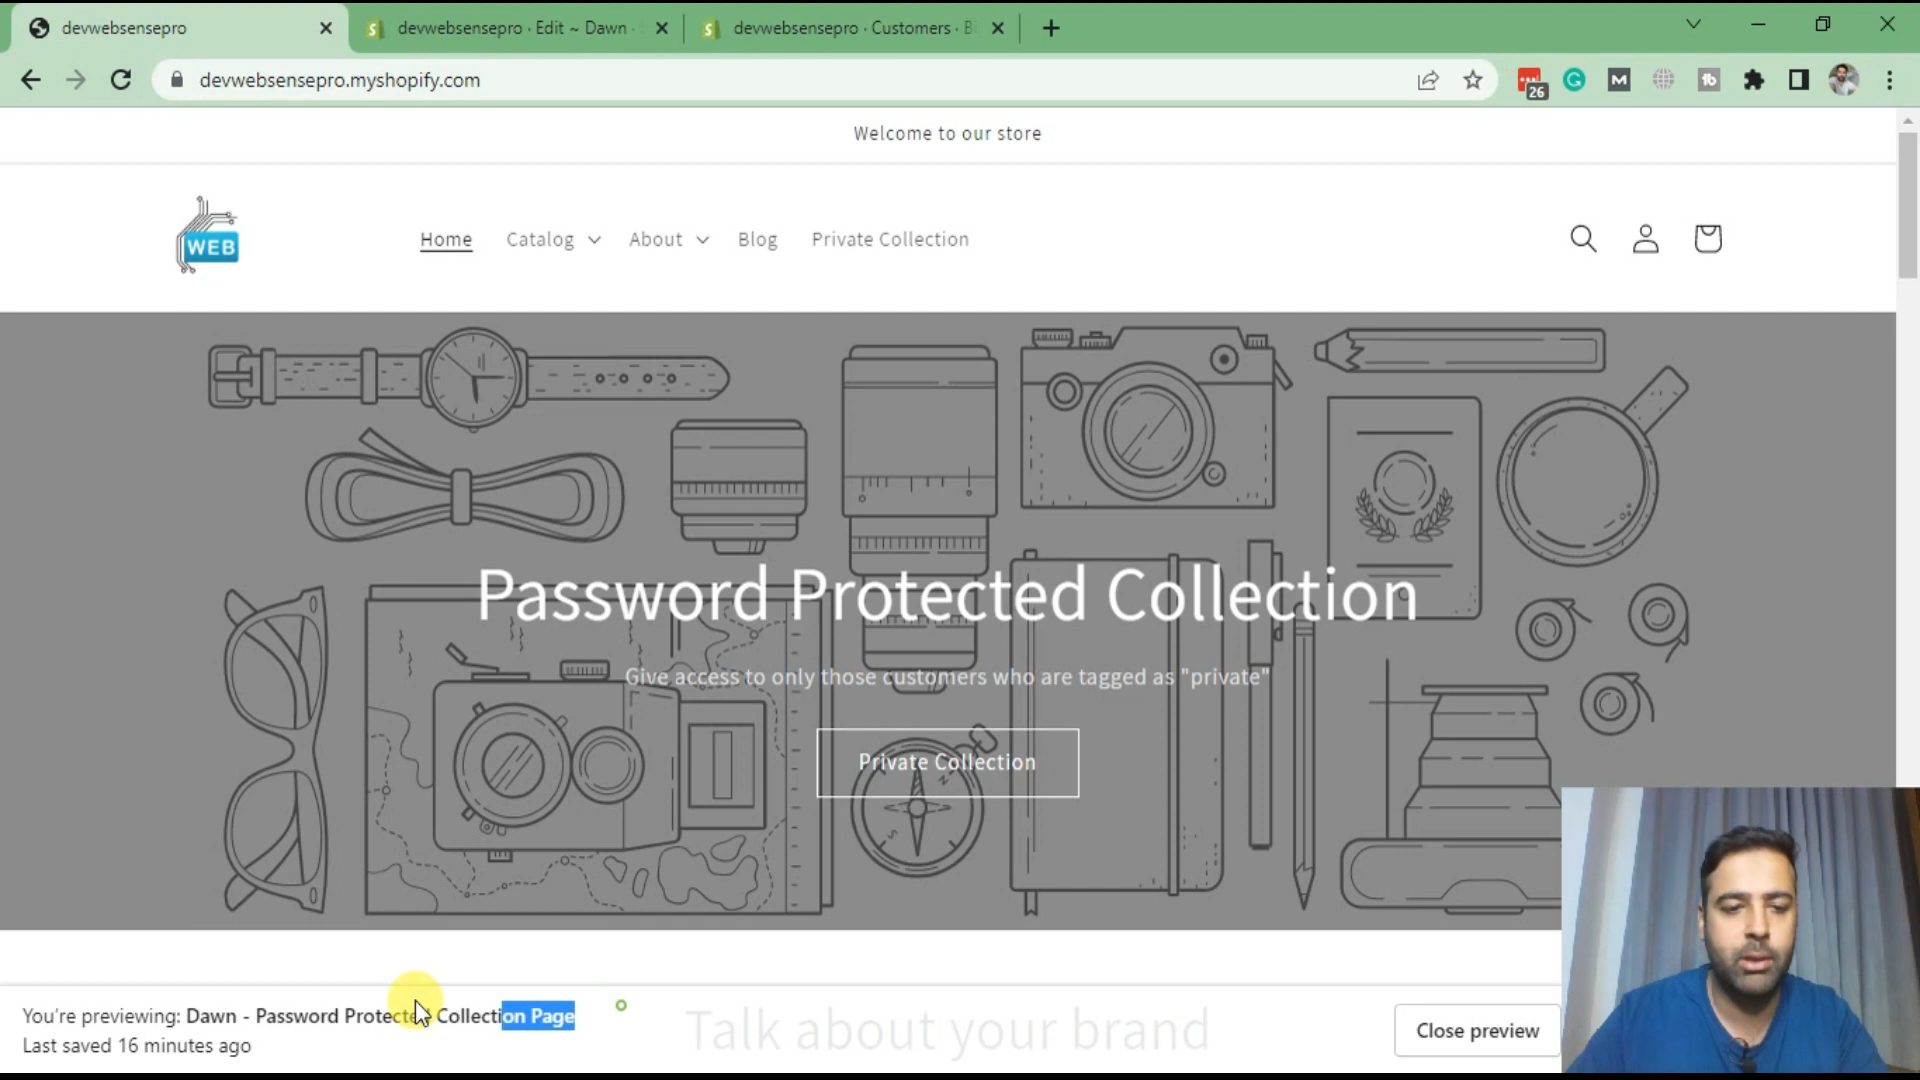 devwebsensepro
devwebsensepro · Edit ~ Dawn ·
devwebsensepro · Customers ·
devwebsensepro.myshopify.com
26
Welcome to our store
WEB
Home
Catalog
About
Blog
Private Collection
Password Protected Collection
Give access to only those customers who are tagged as "private"
Private Collection
You're previewing: Dawn - Password Protected Collection Page
Last saved 16 minutes ago
Talk about your brand
Close preview